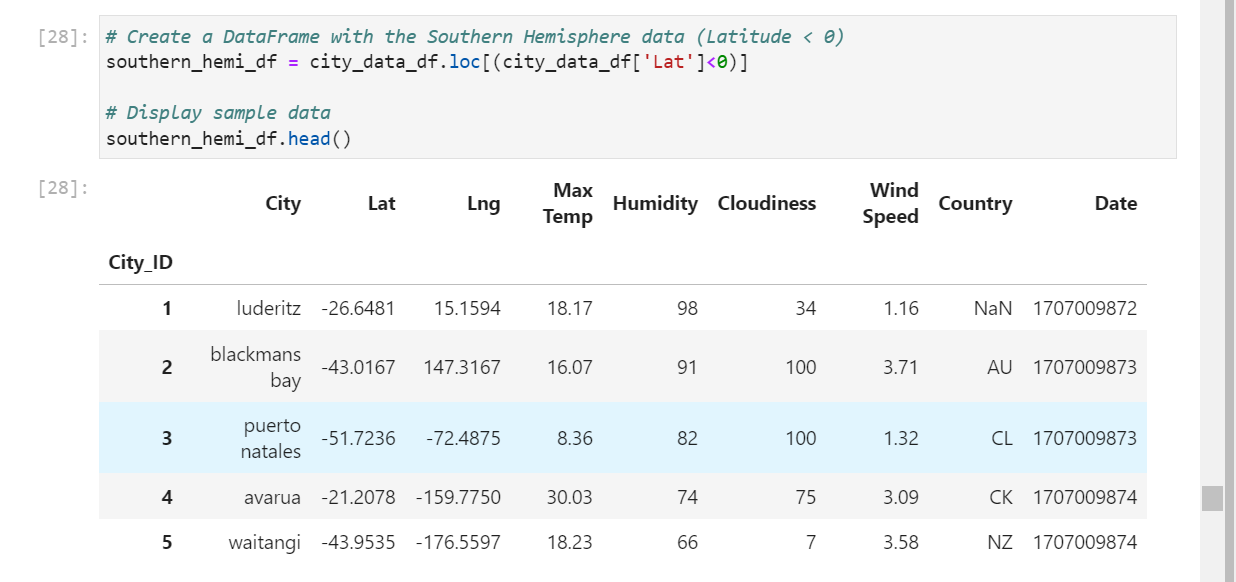 [28]: # Create a DataFrame with the Southern Hemisphere data (Latitude < 0)
southern_hemi_df = city_data_df.loc[(city_data_df['Lat']<0)]
# Display sample data
southern_hemi_df.head()
[28]:
City Lat Lng Max Temp Humidity Cloudiness Wind Speed Country Date
City_ID
1 luderitz -26.6481 15.1594 18.17 98 34 1.16 NaN 1707009872
2 blackmans bay -43.0167 147.3167 16.07 91 100 3.71 AU 1707009873
3 puerto natales -51.7236 -72.4875 8.36 82 100 1.32 CL 1707009873
4 avarua -21.2078 -159.7750 30.03 74 75 3.09 CK 1707009874
5 waitangi -43.9535 -176.5597 18.23 66 7 3.58 NZ 1707009874